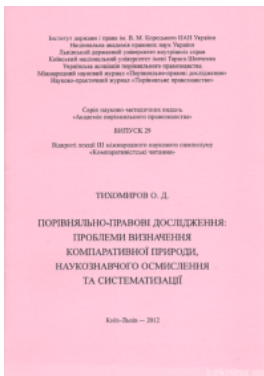 Інститут держави і права ім. В. М. Корецького НАН України
Національна академія правових наук України
Львівський державний університет внутрішніх справ
Київський національний університет імені Тараса Шевченка
Українська асоціація порівняльного правознавства
Міжнародний науковий журнал «Порівняльно-правові дослідження»
Науково-практичний журнал «Порівняльне правознавство»
Серія науково-методичних видань
«Академія порівняльного правознавства»
ВИПУСК 29
Відкриті лекції III міжнародного наукового симпозіуму
«Компаративістські читання»
ТИХОМИРОВ О. Д.
ПОРІВНЯЛЬНО-ПРАВОВІ ДОСЛІДЖЕННЯ:
ПРОБЛЕМИ ВИЗНАЧЕННЯ
КОМПАРАТИВНОЇ ПРИРОДИ,
НАУКОЗНАВЧОГО ОСМИСЛЕННЯ
ТА СИСТЕМАТИЗАЦІЇ
Київ–Львів — 2012